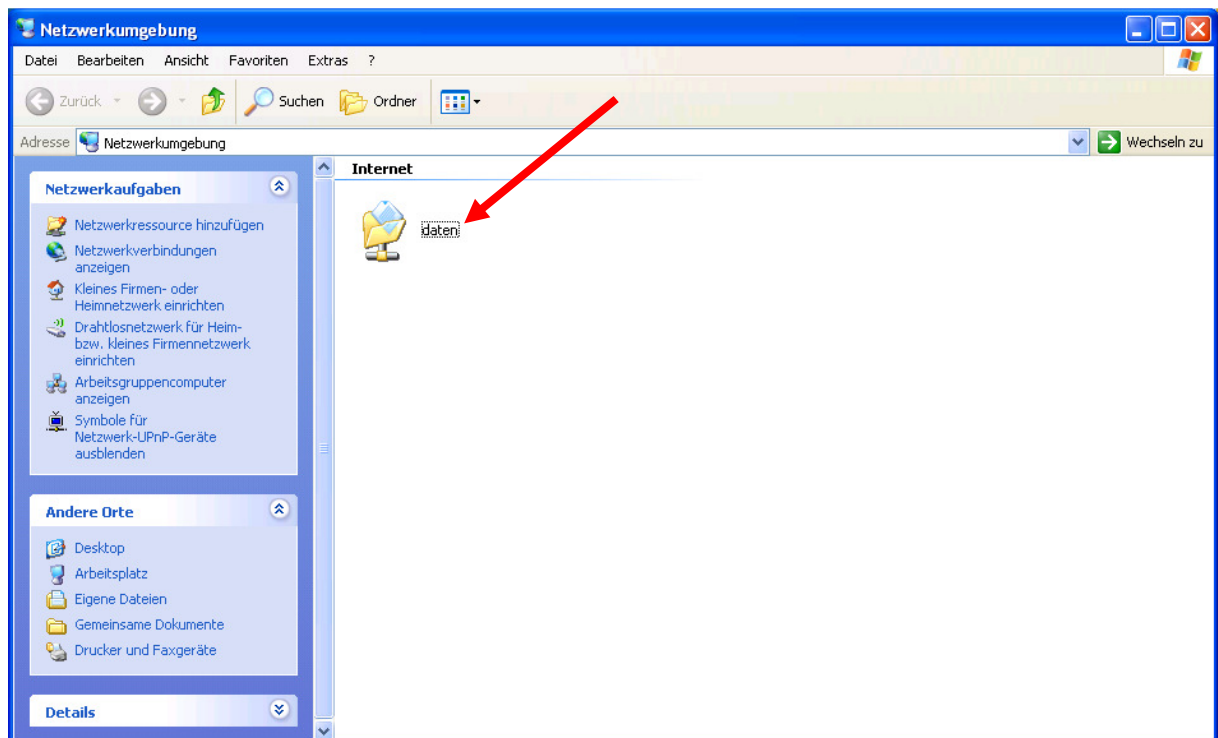 Netzwerkumgebung
Datei Bearbeiten Ansicht Favoriten Extras ?
Zurück Suchen Ordner
Adresse Netzwerkumgebung Wechseln zu
Netzwerkaufgaben
Netzwerkressource hinzufügen
Netzwerkverbindungen
anzeigen
Kleines Firmen- oder
Heimnetzwerk einrichten
Drahtlosnetzwerk für Heim-
bzw. kleines Firmennetzwerk
einrichten
Arbeitsgruppencomputer
anzeigen
Symbole für
Netzwerk-UPnP-Geräte
ausblenden
Andere Orte
Desktop
Arbeitsplatz
Eigene Dateien
Gemeinsame Dokumente
Drucker und Faxgeräte
Details
Internet
daten